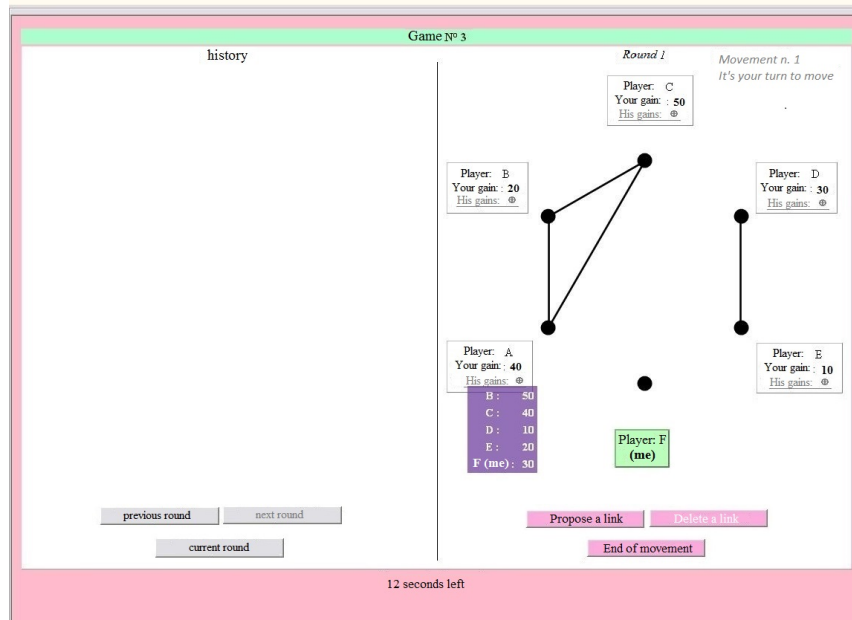 Game Nº 3
history
Round 1
Movement n. 1
It's your turn to move
Player: C
Your gain: : 50
His gains: ⊕
Player: B
Your gain: : 20
His gains: ⊕
Player: D
Your gain: : 30
His gains: ⊕
Player: A
Your gain: : 40
His gains: ⊕
B : 50
C : 40
D : 10
E : 20
F (me) : 30
Player: E
Your gain: : 10
His gains: ⊕
Player: F
(me)
previous round
next round
current round
Propose a link
Delete a link
End of movement
12 seconds left